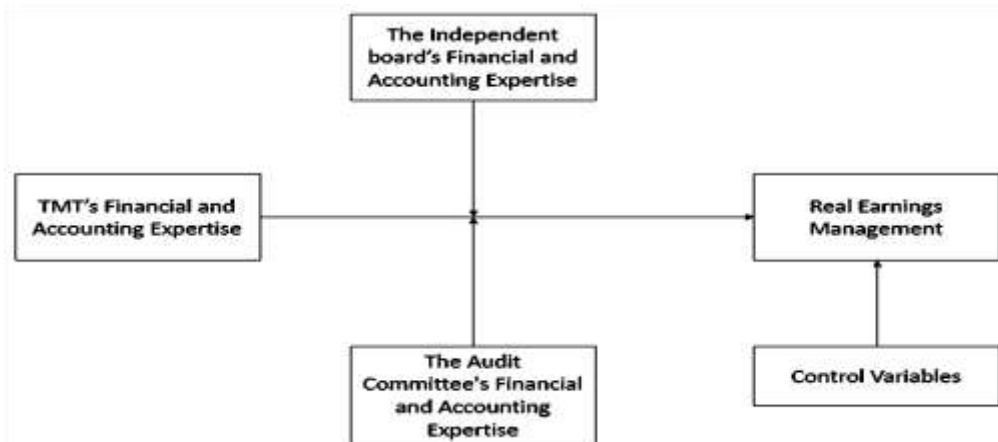 The Independent
board's Financial and
Accounting Expertise
TMT's Financial and
Accounting Expertise
Real Earnings
Management
The Audit
Committee's Financial
and Accounting
Expertise
Control Variables